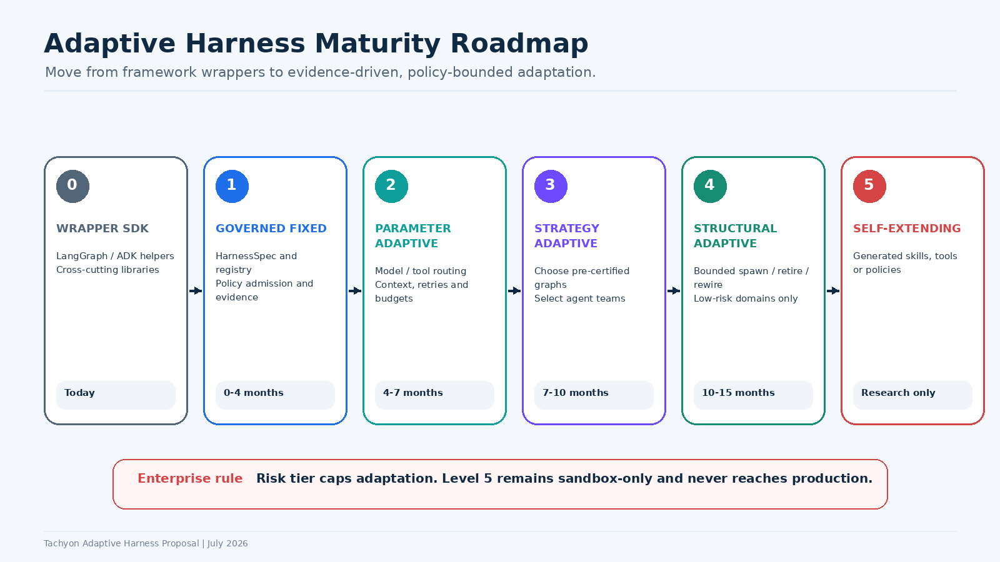 Adaptive Harness Maturity Roadmap
Move from framework wrappers to evidence-driven, policy-bounded adaptation.
0
WRAPPER SDK
LangGraph / ADK helpers
Cross-cutting libraries
Today
1
GOVERNED FIXED
HarnessSpec and
registry
Policy admission and
evidence
0-4 months
2
PARAMETER
ADAPTIVE
Model / tool routing
Context, retries and
budgets
4-7 months
3
STRATEGY
ADAPTIVE
Choose pre-certified
graphs
Select agent teams
7-10 months
4
STRUCTURAL
ADAPTIVE
Bounded spawn / retire /
rewire
Low-risk domains only
10-15 months
5
SELF-EXTENDING
Generated skills, tools
or policies
Research only
Enterprise rule Risk tier caps adaptation. Level 5 remains sandbox-only and never reaches production.
Tachyon Adaptive Harness Proposal | July 2026